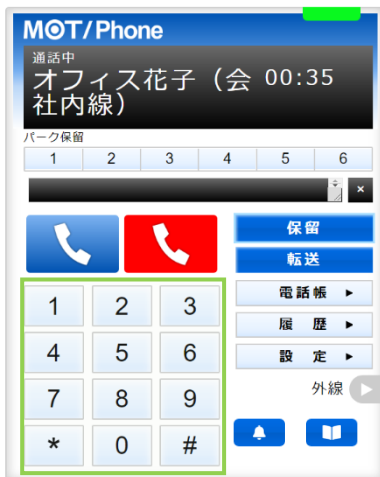 MOT/Phone
通話中
オフィス花子（会 00:35
社内線）
パーク保留
1 2 3 4 5 6
×
保留
転送
電話帳 ▶
履 歴 ▶
設 定 ▶
外線
1 2 3
4 5 6
7 8 9
* 0 #